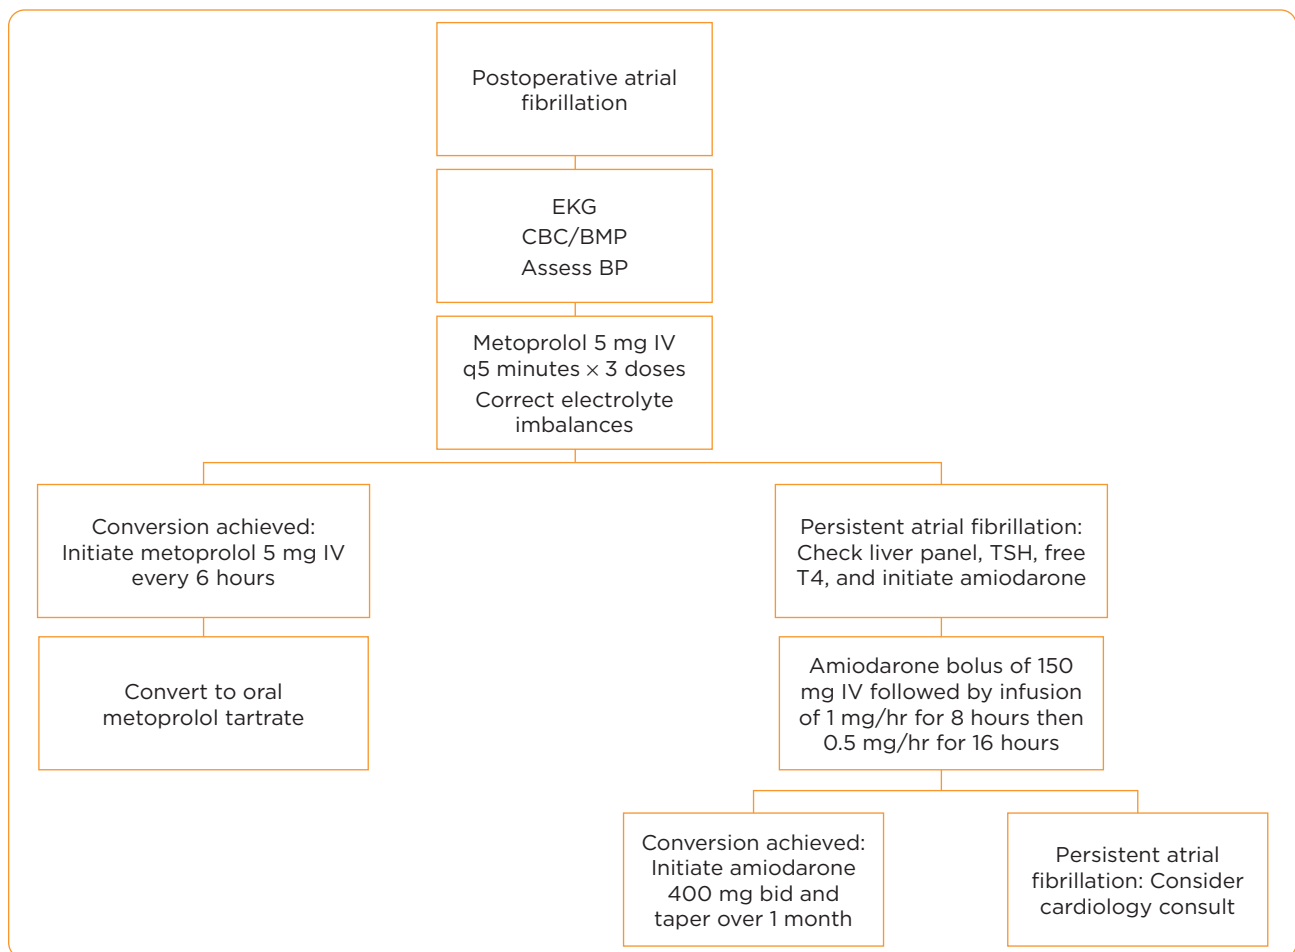 Postoperative atrial
fibrillation
EKG
CBC/BMP
Assess BP
Metoprolol 5 mg IV
q5 minutes × 3 doses
Correct electrolyte
imbalances
Conversion achieved:
Initiate metoprolol 5 mg IV
every 6 hours
Convert to oral
metoprolol tartrate
Persistent atrial fibrillation:
Check liver panel, TSH, free
T4, and initiate amiodarone
Amiodarone bolus of 150
mg IV followed by infusion
of 1 mg/hr for 8 hours then
0.5 mg/hr for 16 hours
Conversion achieved:
Initiate amiodarone
400 mg bid and
taper over 1 month
Persistent atrial
fibrillation: Consider
cardiology consult